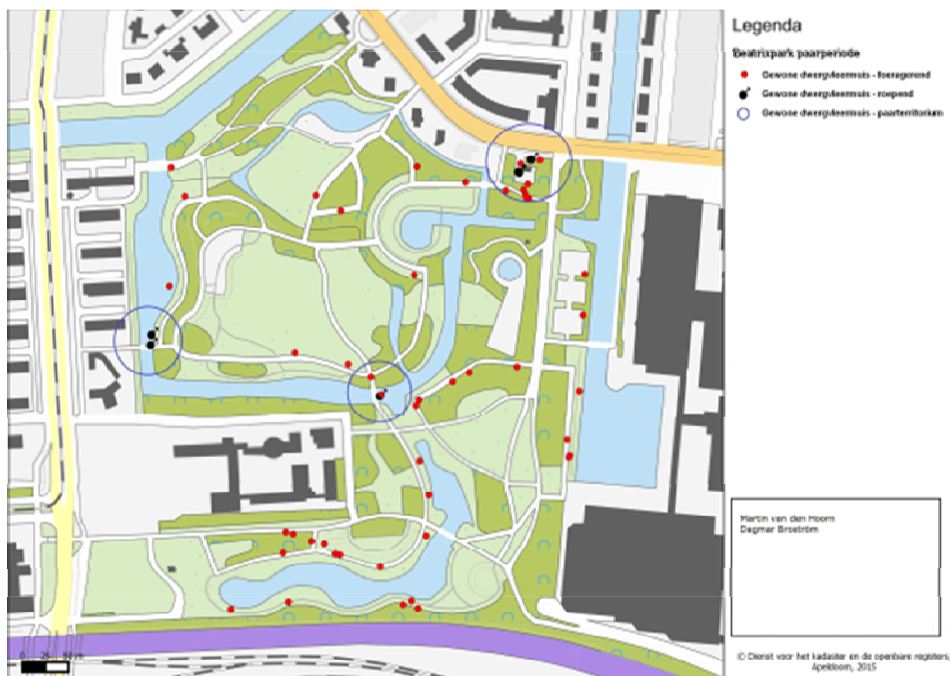 Legenda
Beatrixpark paarperiode
Gewone dwergvleermuis - foeragerend
Gewone dwergvleermuis - roepend
Gewone dwergvleermuis - paarterritorium
Martin van den Hoorn
Dagmar Broström
© Dienst voor het kadaster en de openbare registers,
Apeldoorn, 2015
0 25 50 m